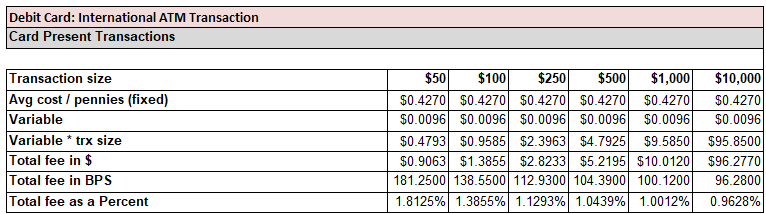 Debit Card: International ATM Transaction
Card Present Transactions
Transaction size $50 $100 $250 $500 $1,000 $10,000
Avg cost / pennies (fixed) $0.4270 $0.4270 $0.4270 $0.4270 $0.4270 $0.4270
Variable $0.0096 $0.0096 $0.0096 $0.0096 $0.0096 $0.0096
Variable * trx size $0.4793 $0.9585 $2.3963 $4.7925 $9.5850 $95.8500
Total fee in $ $0.9063 $1.3855 $2.8233 $5.2195 $10.0120 $96.2770
Total fee in BPS 181.2500 138.5500 112.9300 104.3900 100.1200 96.2800
Total fee as a Percent 1.8125% 1.3855% 1.1293% 1.0439% 1.0012% 0.9628%